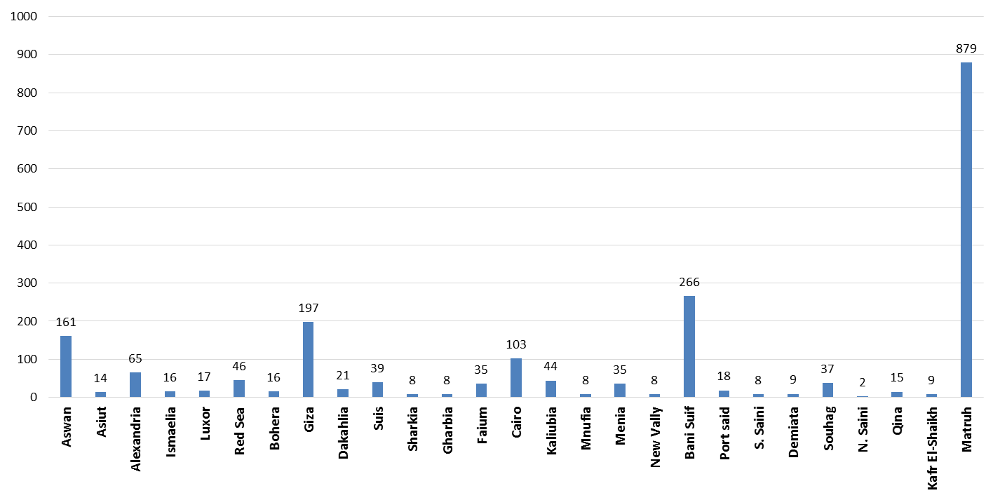 1000
900
800
700
600
500
400
300
200
100
0
161
14
65
16
17
46
16
197
21
39
8
8
35
103
44
8
35
8
266
18
8
9
37
2
15
9
879
Aswan
Asiut
Alexandria
Ismaelia
Luxor
Red Sea
Bohera
Giza
Dakahlia
Suis
Sharkia
Gharbia
Faium
Cairo
Kaliubia
Mnufia
Menia
New Vally
Bani Suif
Port said
S. Saini
Demiata
Souhag
N. Saini
Qina
Kafr El-Shaikh
Matruh